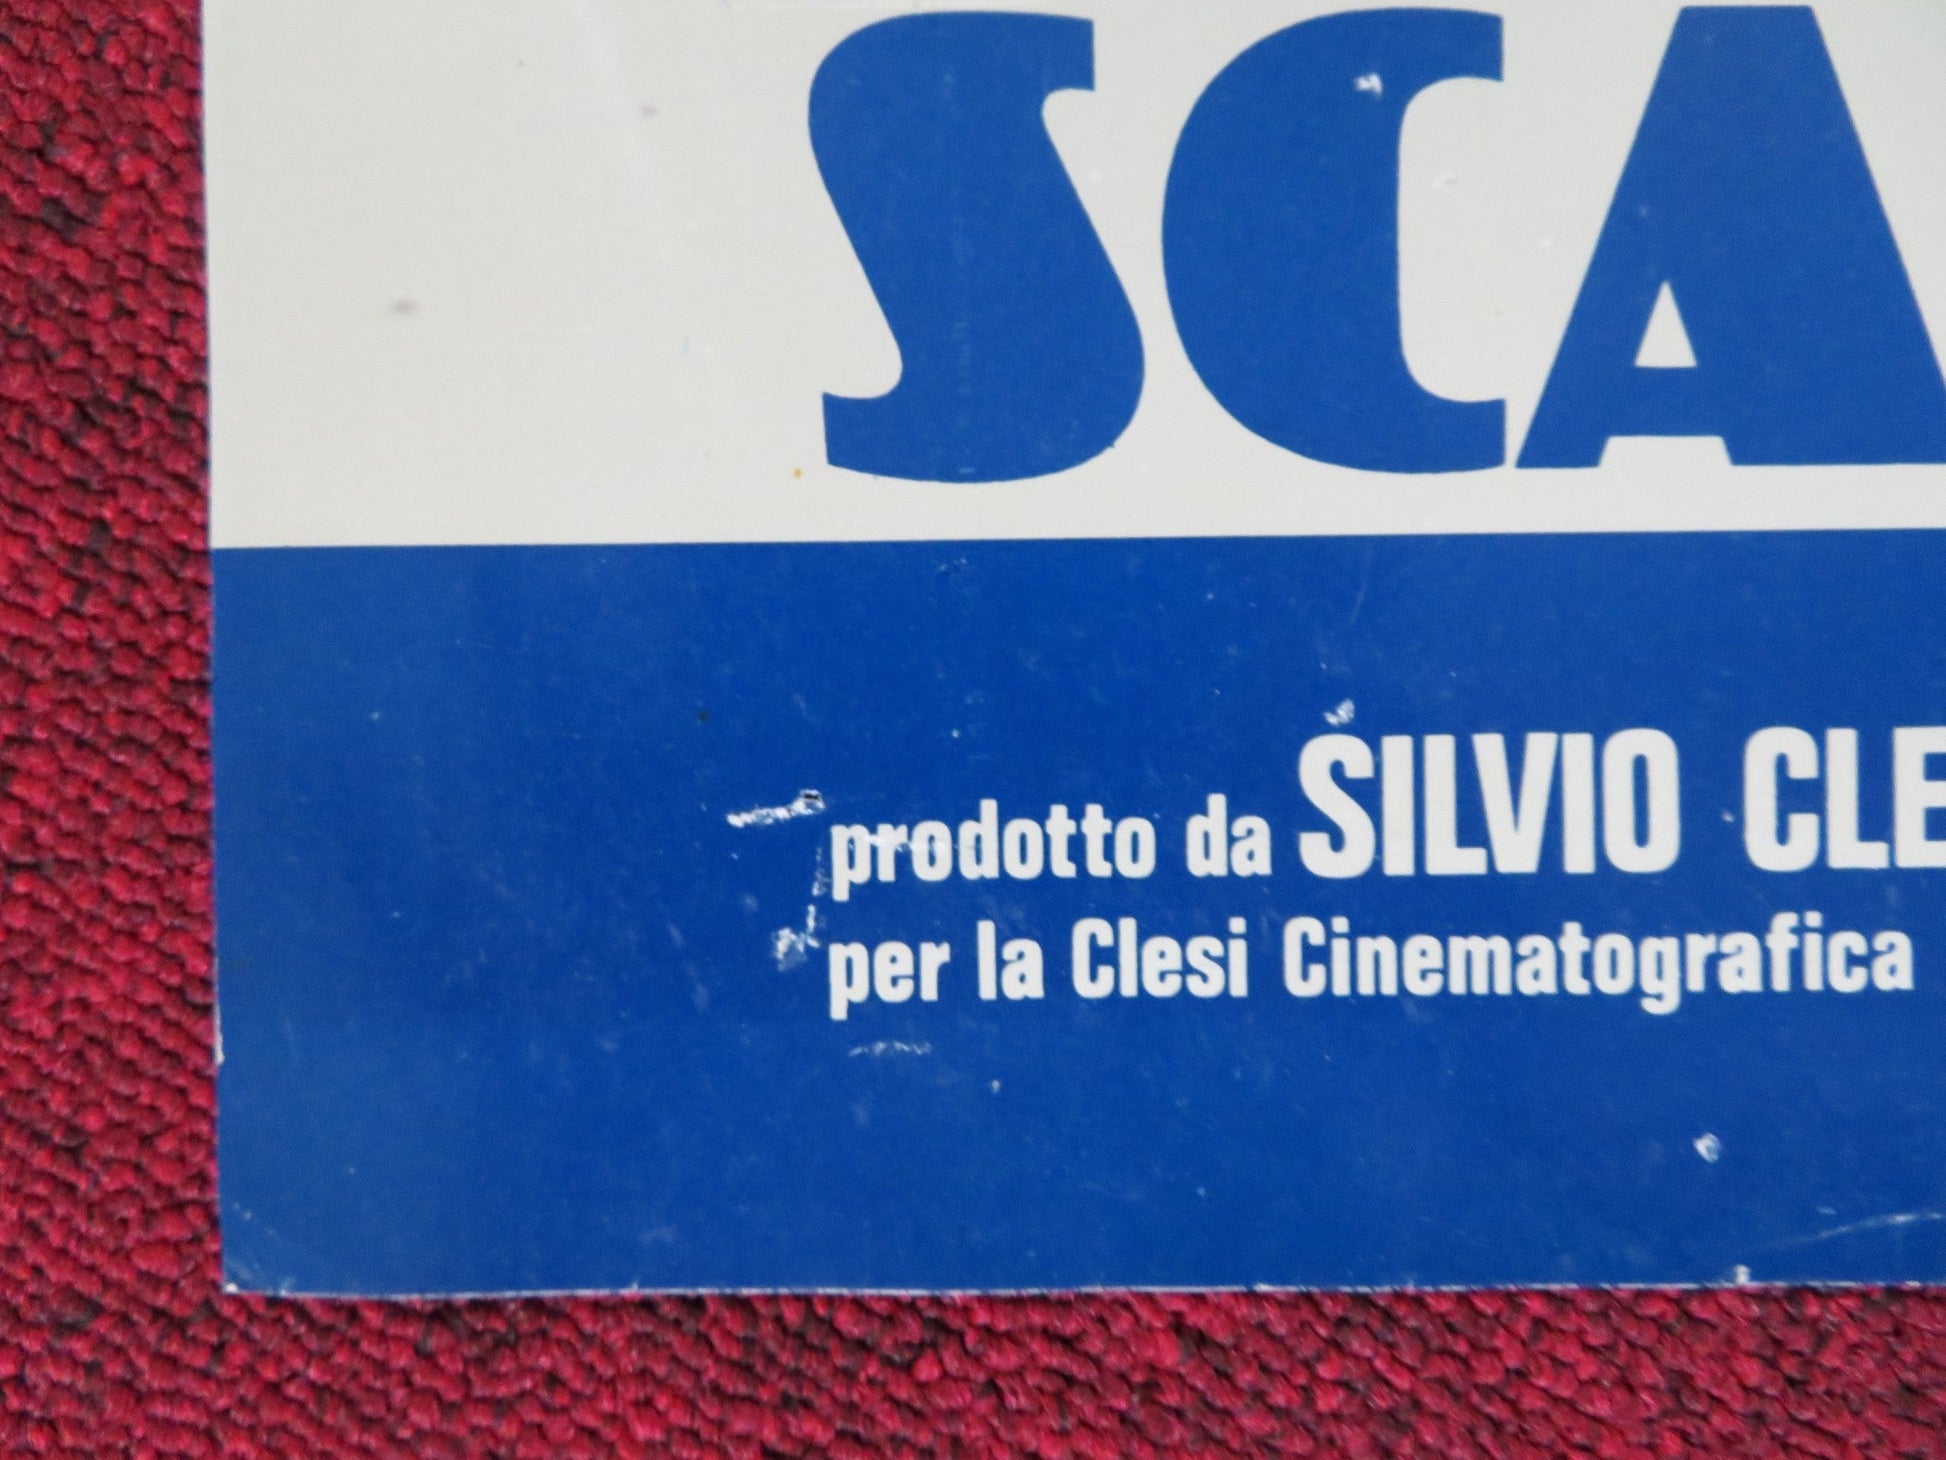 SCA
prodotto da SILVIO CLE
per la Clesi Cinematografica